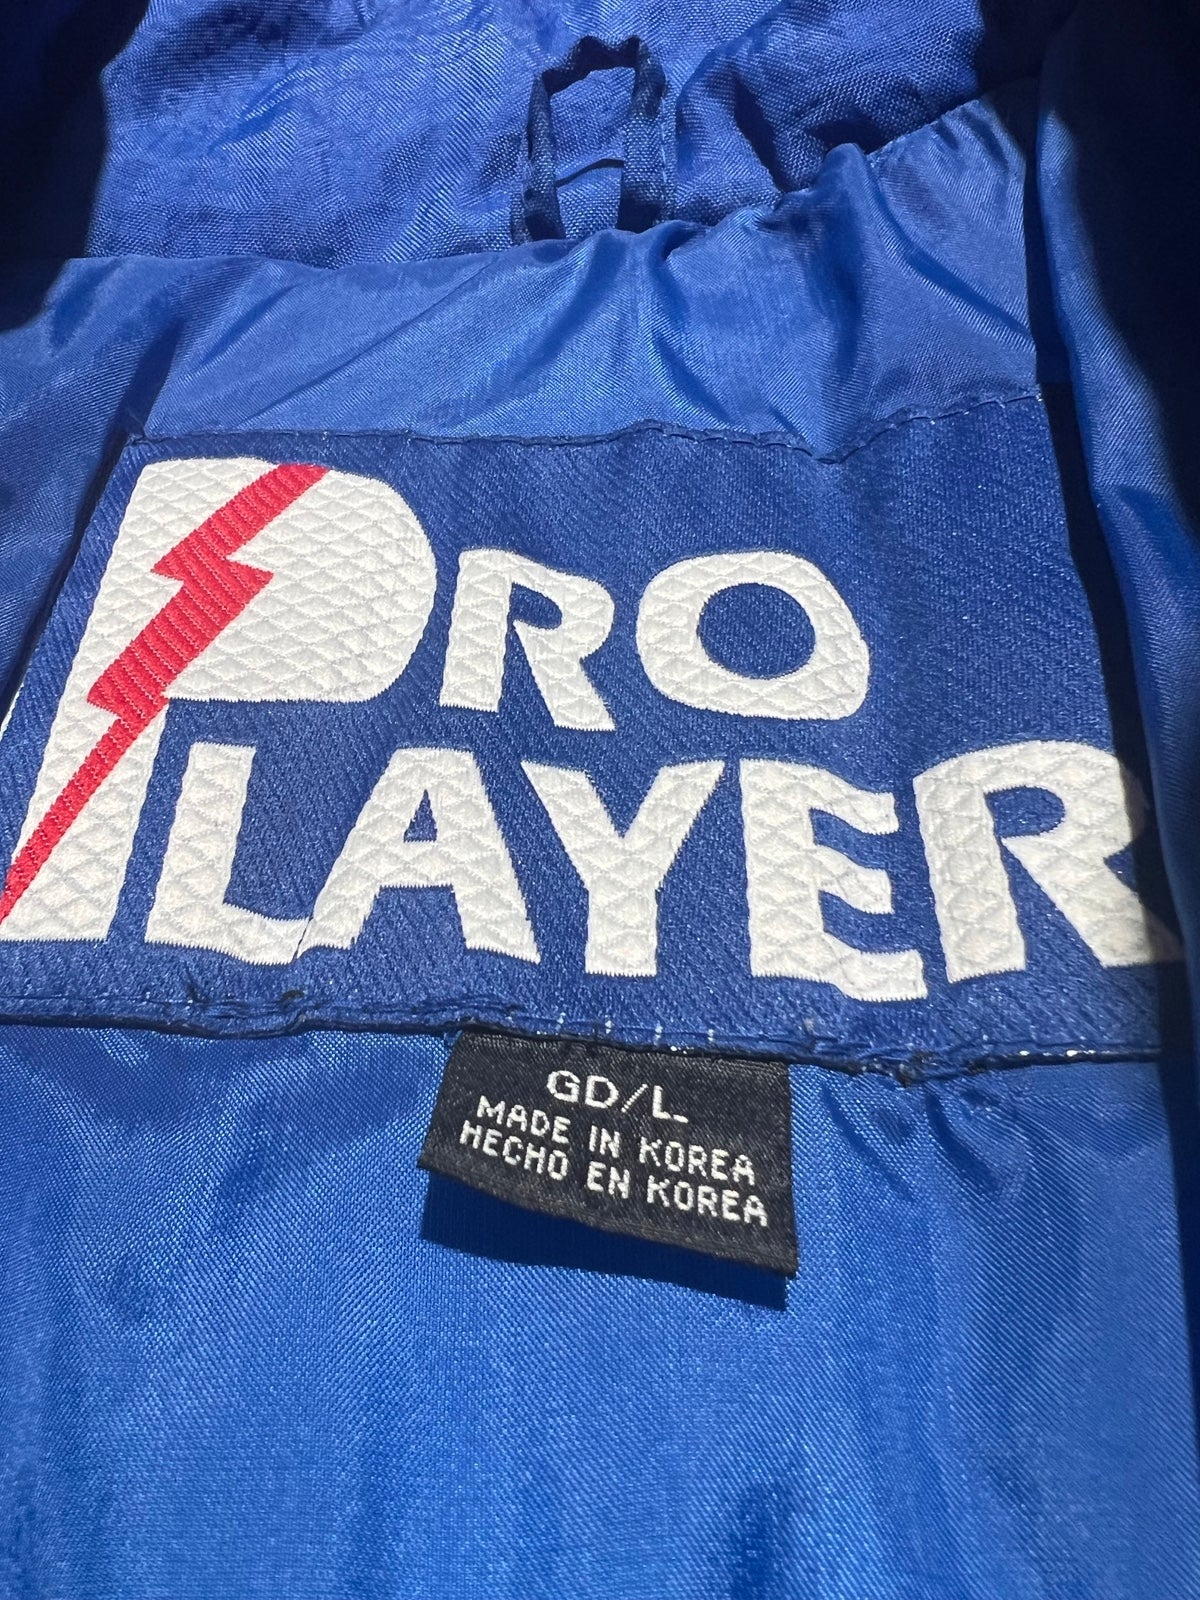 PRO
PLAYER
GD/L
MADE IN KOREA
HECHO EN KOREA